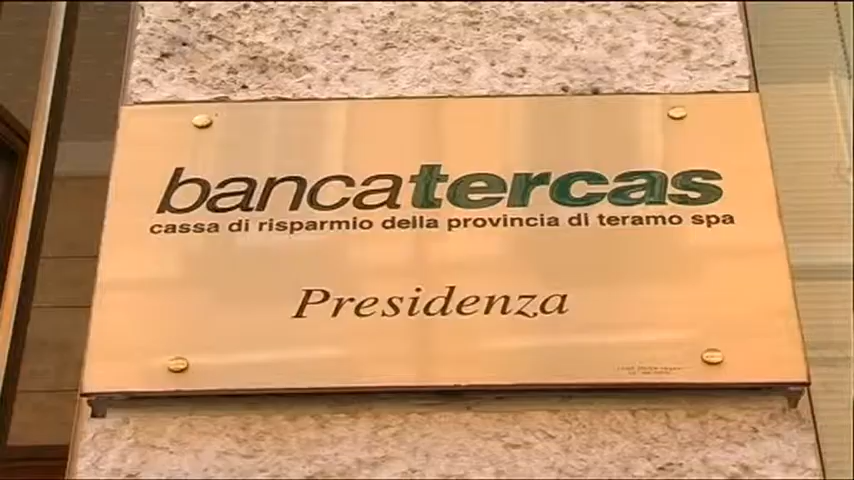 bancatercas
cassa di risparmio della provincia di teramo spa
Presidenza